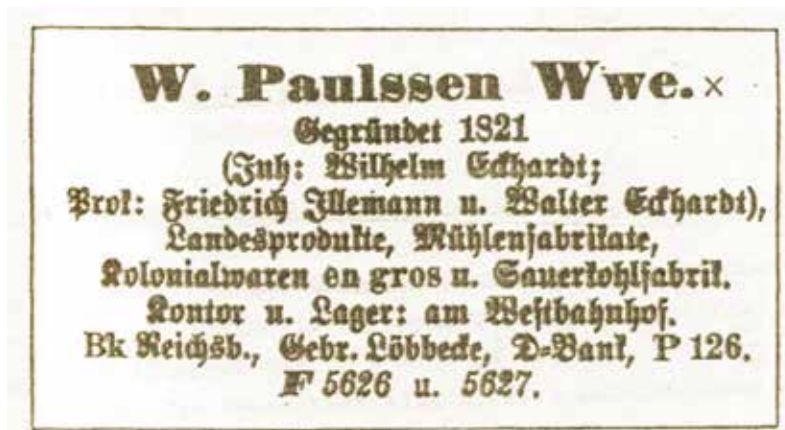 W. Paulssen Wwe. ×
Gegründet 1821
(Inh: Wilhelm Eckhardt;
Prok: Friedrich Illemann u. Walter Eckhardt),
Landesprodukte, Mühlenfabrikate,
Kolonialwaren en gros u. Sauerkohlfabrik.
Kontor u. Lager: am Westbahnhof.
Bk Reichsb., Gebr. Löbbecke, D=Bank, P 126.
F 5626 u. 5627.